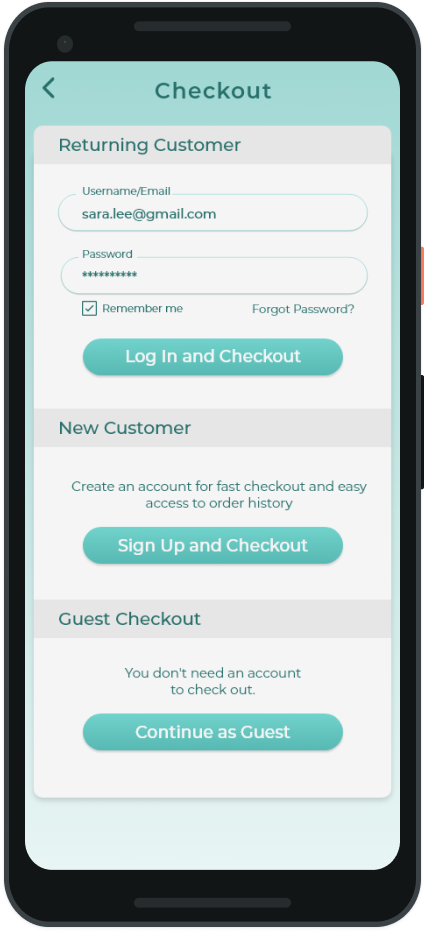 Checkout
Returning Customer
Username/Email
sara.lee@gmail.com
Password
**********
Remember me
Forgot Password?
Log In and Checkout
New Customer
Create an account for fast checkout and easy
access to order history
Sign Up and Checkout
Guest Checkout
You don't need an account
to check out.
Continue as Guest